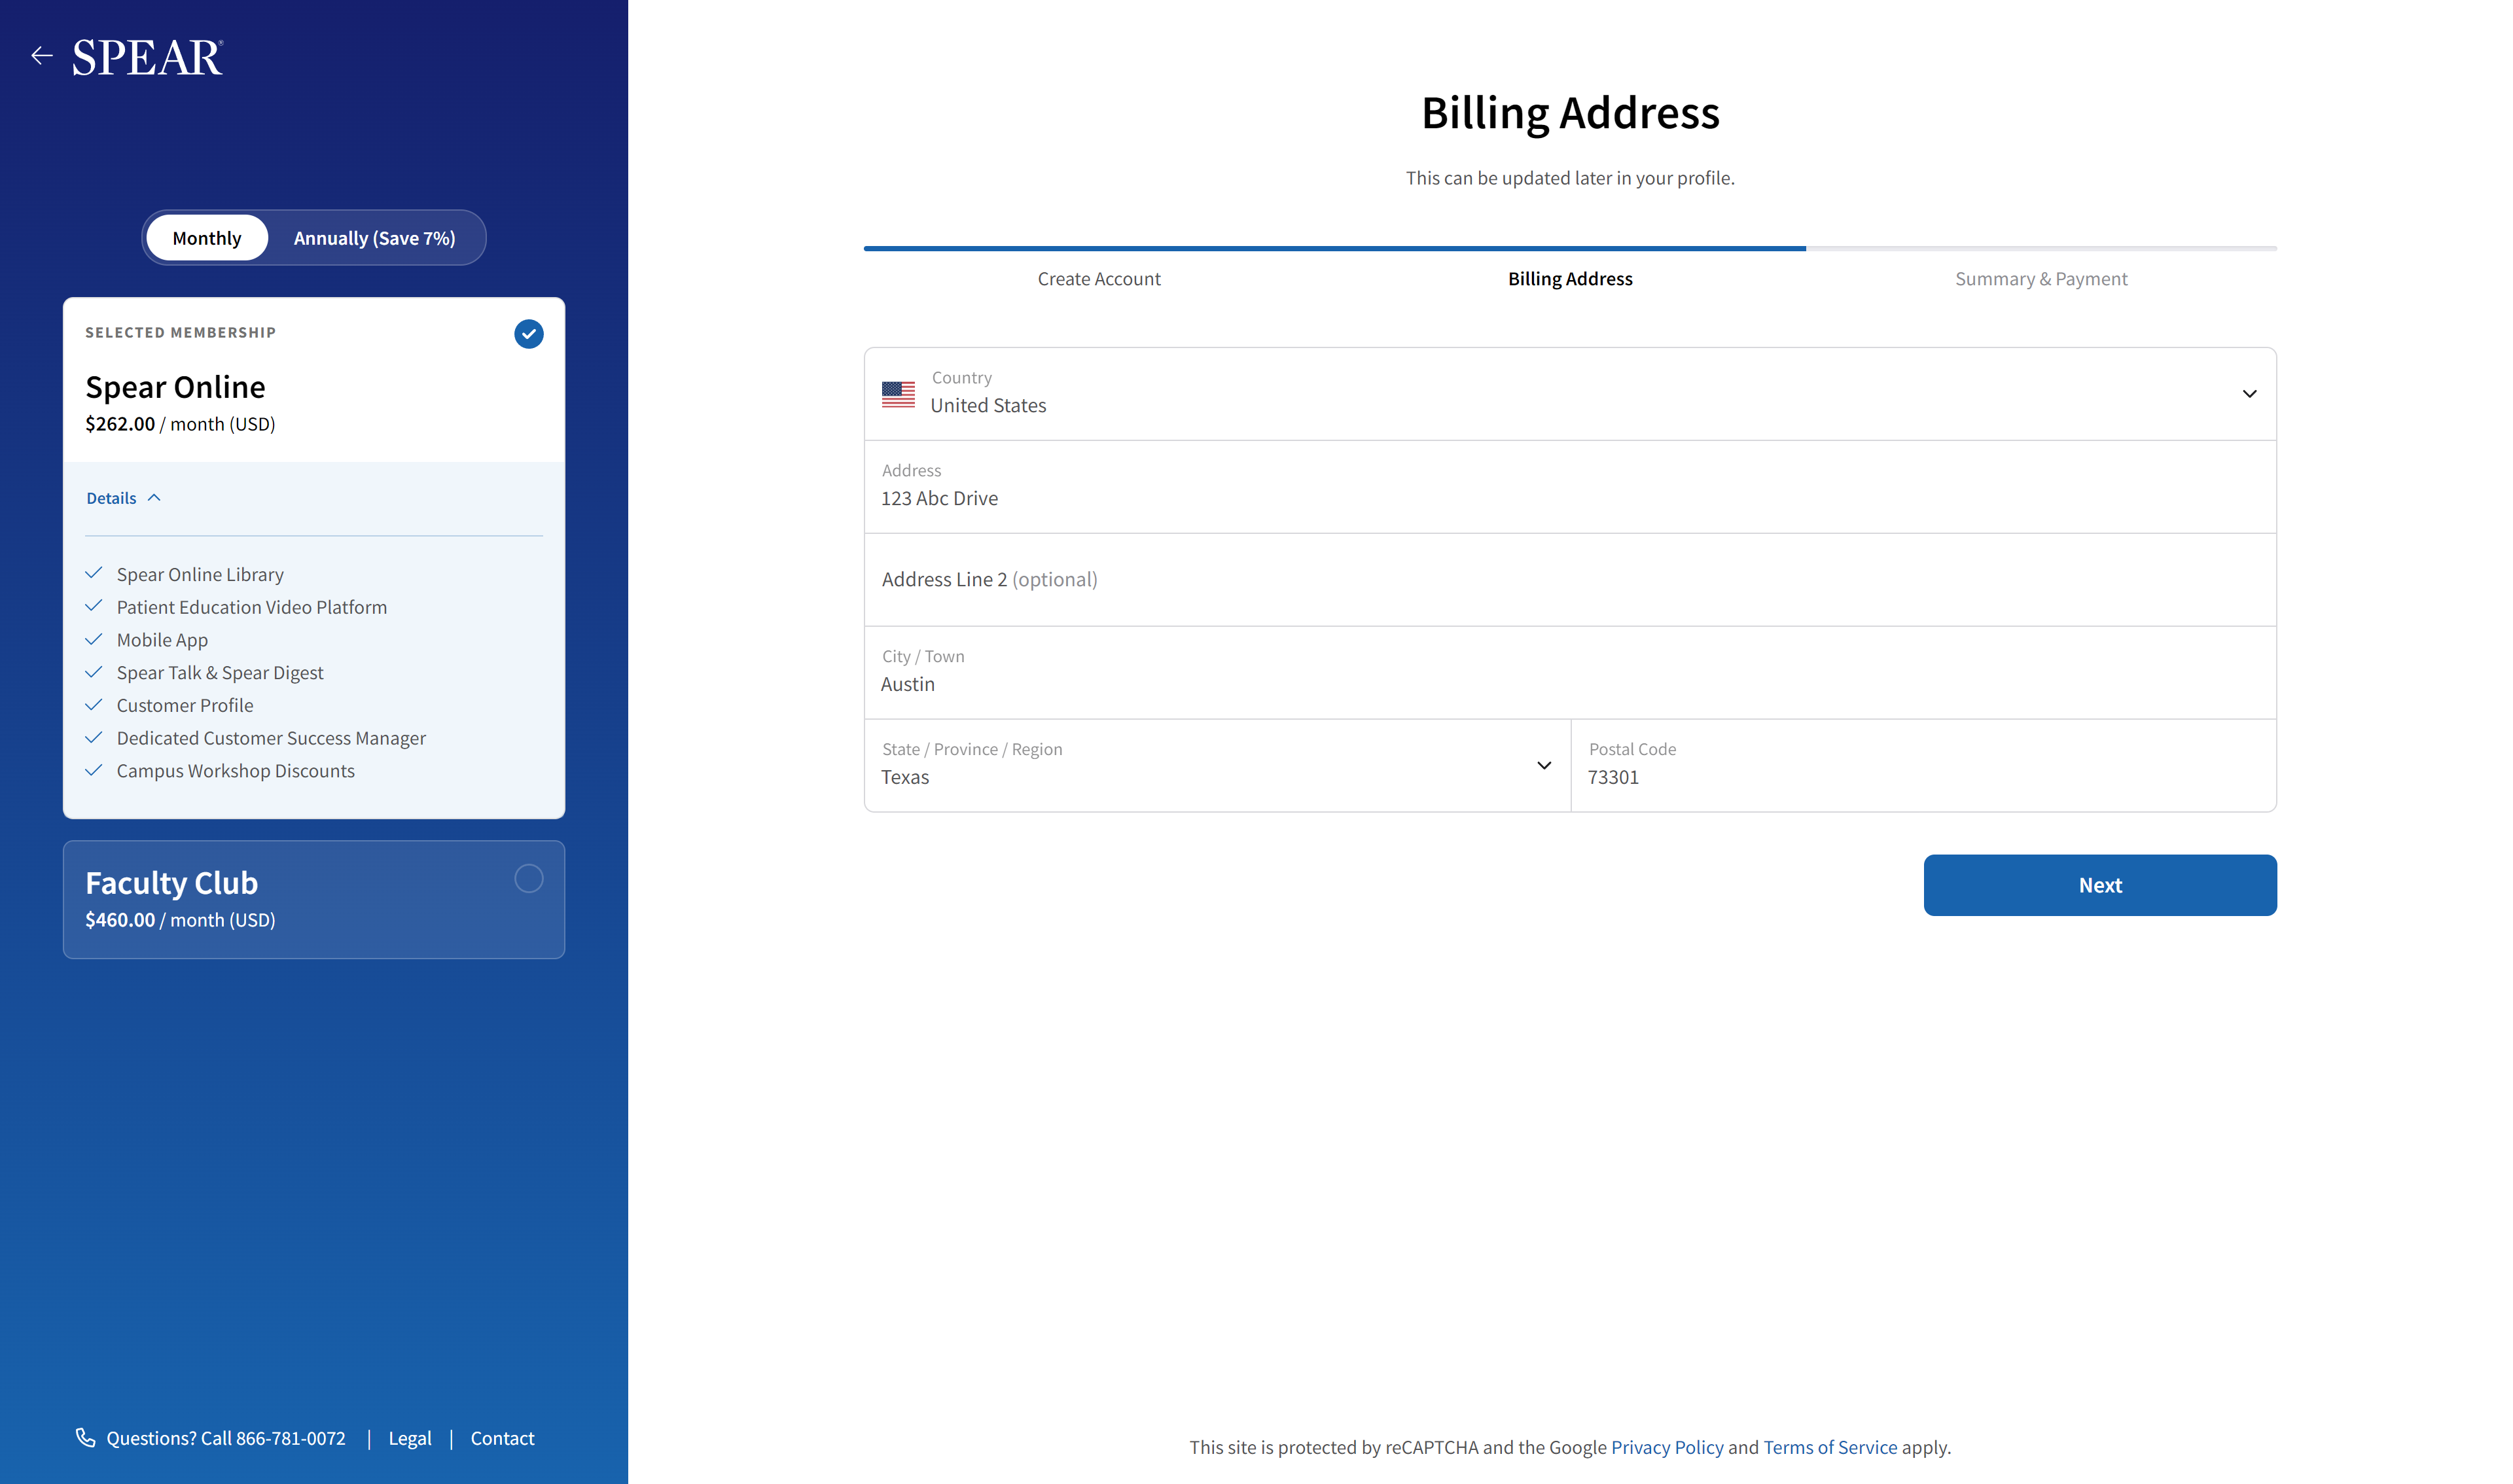 SPEAR®
Monthly
Annually (Save 7%)
SELECTED MEMBERSHIP
Spear Online
$262.00 / month (USD)
Details
Spear Online Library
Patient Education Video Platform
Mobile App
Spear Talk & Spear Digest
Customer Profile
Dedicated Customer Success Manager
Campus Workshop Discounts
Faculty Club
$460.00 / month (USD)
Questions? Call 866-781-0072 | Legal | Contact
Billing Address
This can be updated later in your profile.
Create Account
Billing Address
Summary & Payment
Country
United States
Address
123 Abc Drive
Address Line 2 (optional)
City / Town
Austin
State / Province / Region
Texas
Postal Code
73301
Next
This site is protected by reCAPTCHA and the Google Privacy Policy and Terms of Service apply.